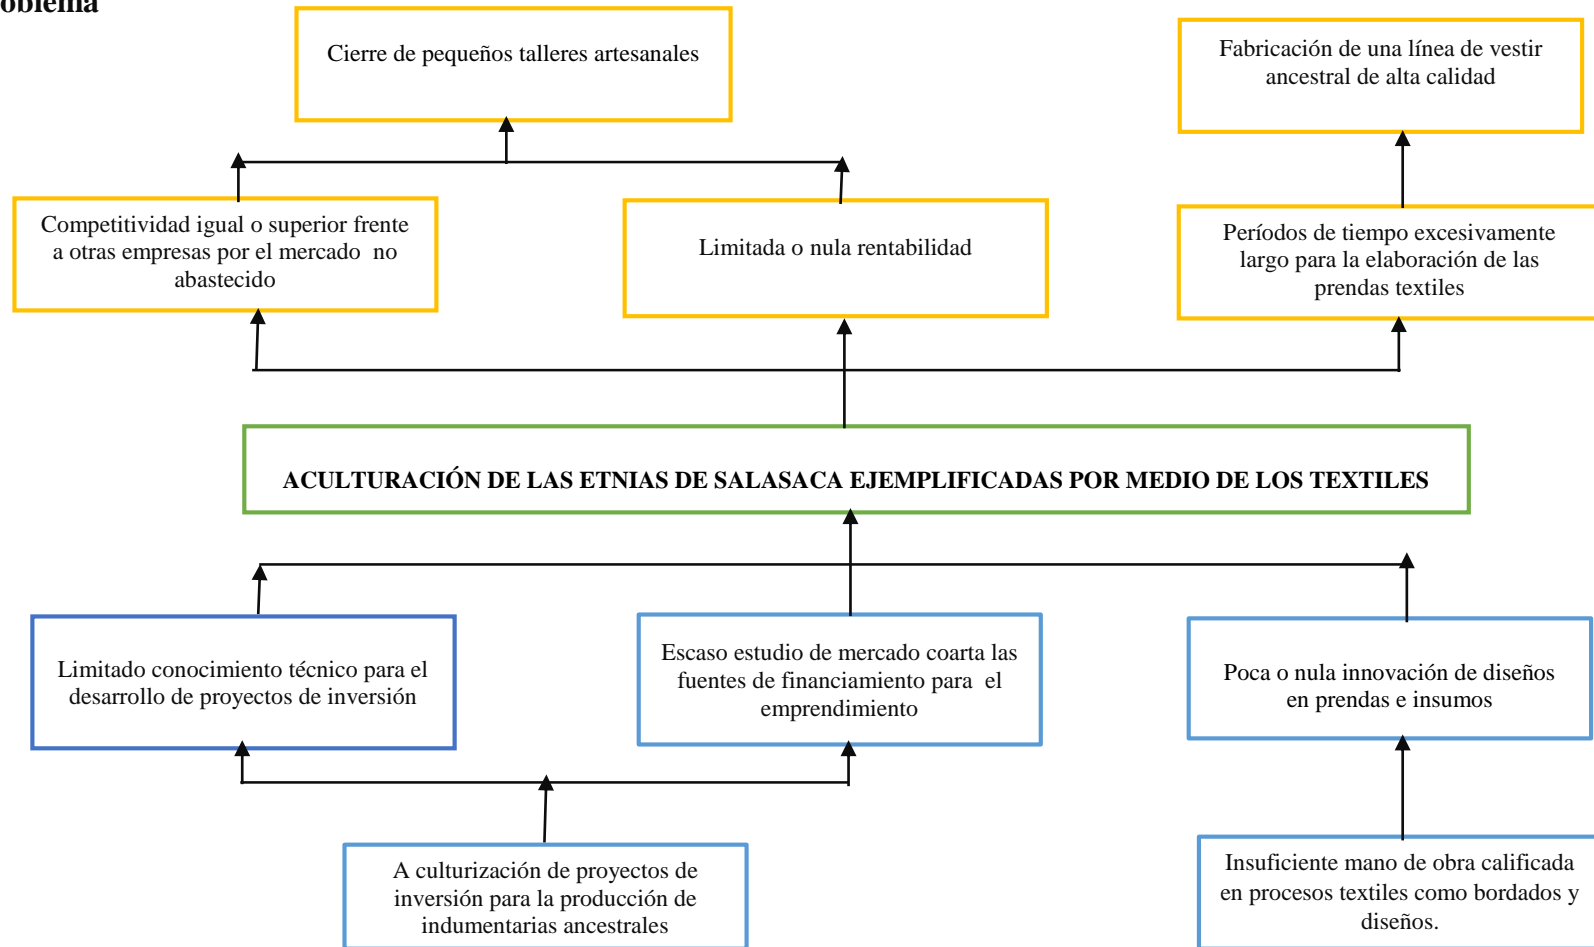 Cierre de pequeños talleres artesanales
Fabricación de una línea de vestir
ancestral de alta calidad
Competitividad igual o superior frente
a otras empresas por el mercado no
abastecido
Limitada o nula rentabilidad
Períodos de tiempo excesivamente
largo para la elaboración de las
prendas textiles
ACULTURACIÓN DE LAS ETNIAS DE SALASACA EJEMPLIFICADAS POR MEDIO DE LOS TEXTILES
Limitado conocimiento técnico para el
desarrollo de proyectos de inversión
Escaso estudio de mercado coarta las
fuentes de financiamiento para el
emprendimiento
Poca o nula innovación de diseños
en prendas e insumos
A culturización de proyectos de
inversión para la producción de
indumentarias ancestrales
Insuficiente mano de obra calificada
en procesos textiles como bordados y
diseños.